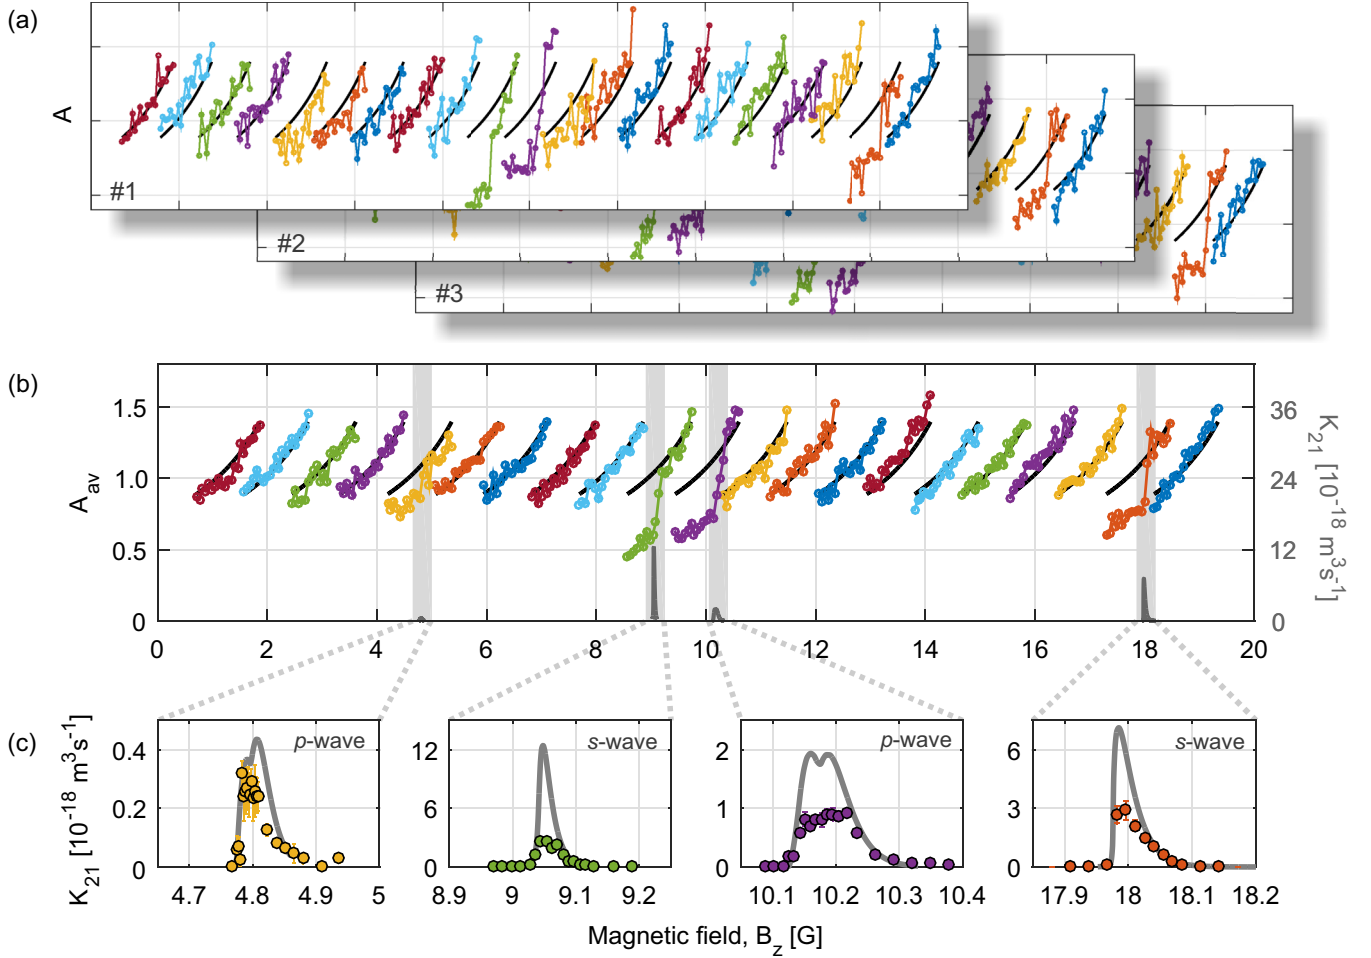 (a)
A
#1
#2
#3
(b)
A_av
1.5
1.0
0.5
0
36
24
12
0
K_21 [10^-18 m^3s^-1]
0 2 4 6 8 10 12 14 16 18 20
(c)
K_21 [10^-18 m^3s^-1]
0.4
0.2
0
p-wave
4.7 4.8 4.9 5
12
6
0
s-wave
8.9 9 9.1 9.2
2
1
0
p-wave
10.1 10.2 10.3 10.4
6
3
0
s-wave
17.9 18 18.1 18.2
Magnetic field, B_z [G]